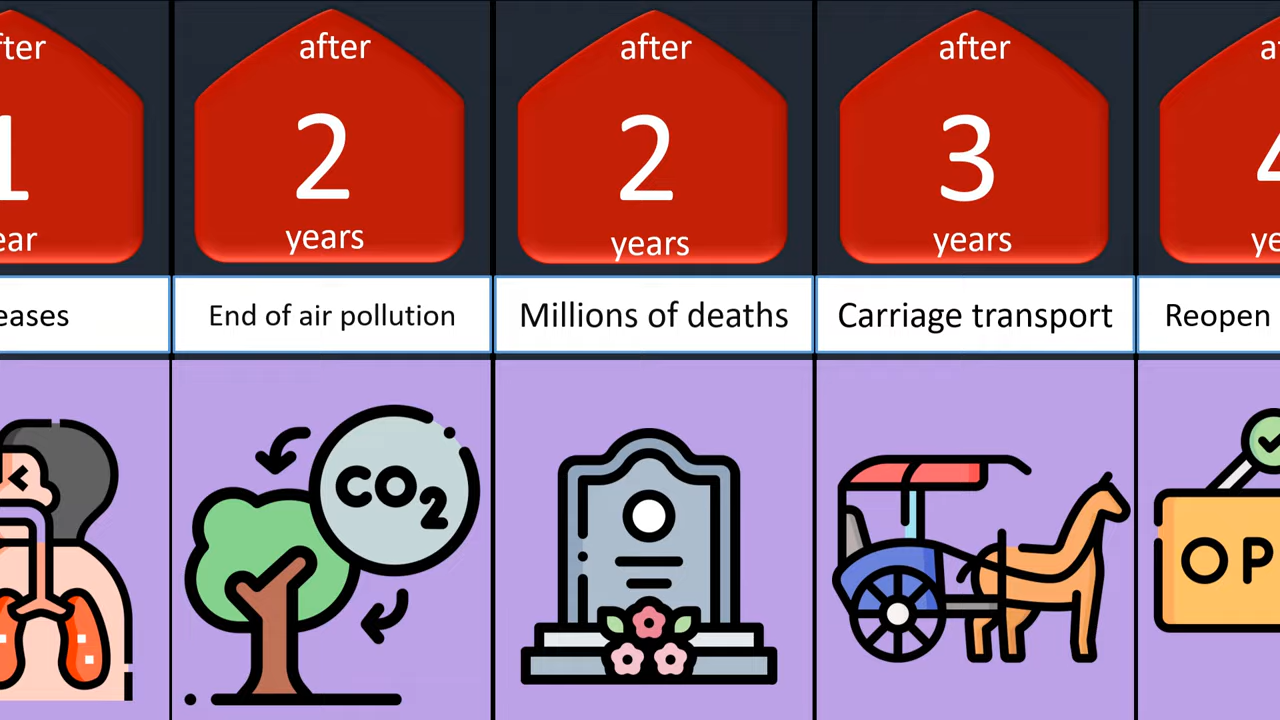 after
2
years
End of air pollution
CO2
after
2
years
Millions of deaths
after
3
years
Carriage transport
Reopen